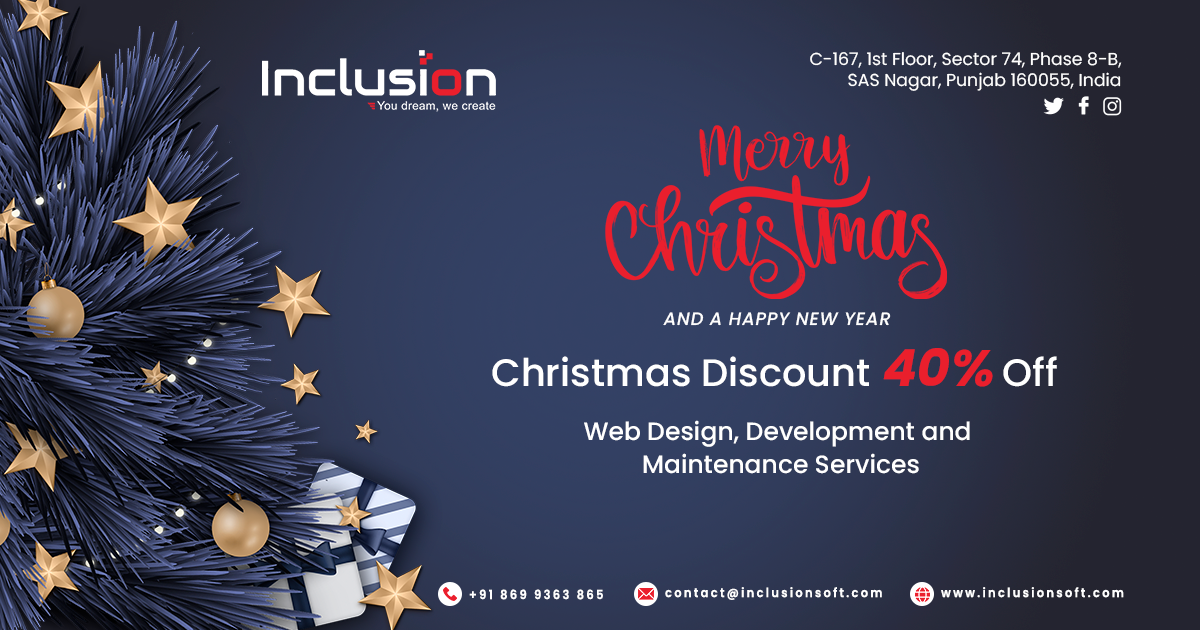 Inclusion
You dream, we create
C-167, 1st Floor, Sector 74, Phase 8-B,
SAS Nagar, Punjab 160055, India
Merry
Christmas
AND A HAPPY NEW YEAR
Christmas Discount 40% Off
Web Design, Development and
Maintenance Services
+91 869 9363 865
contact@inclusionsoft.com
www.inclusionsoft.com